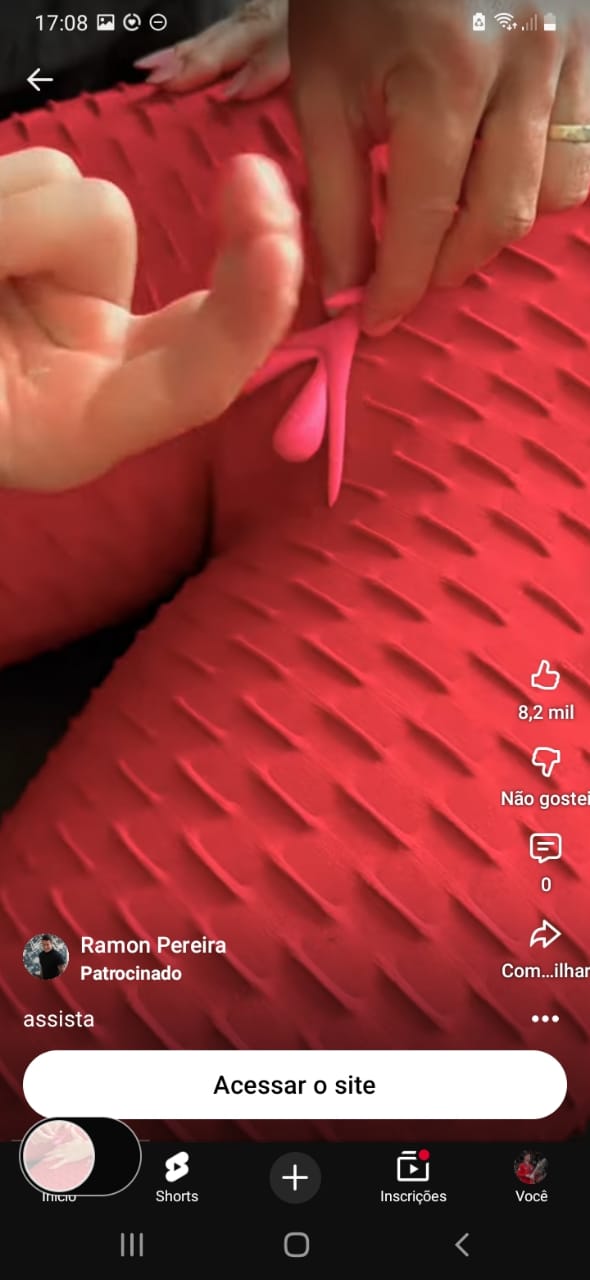 17:08
8,2 mil
Não gostei
0
Com...ilhar
Ramon Pereira
Patrocinado
assista
Acessar o site
Início
Shorts
Inscrições
Você